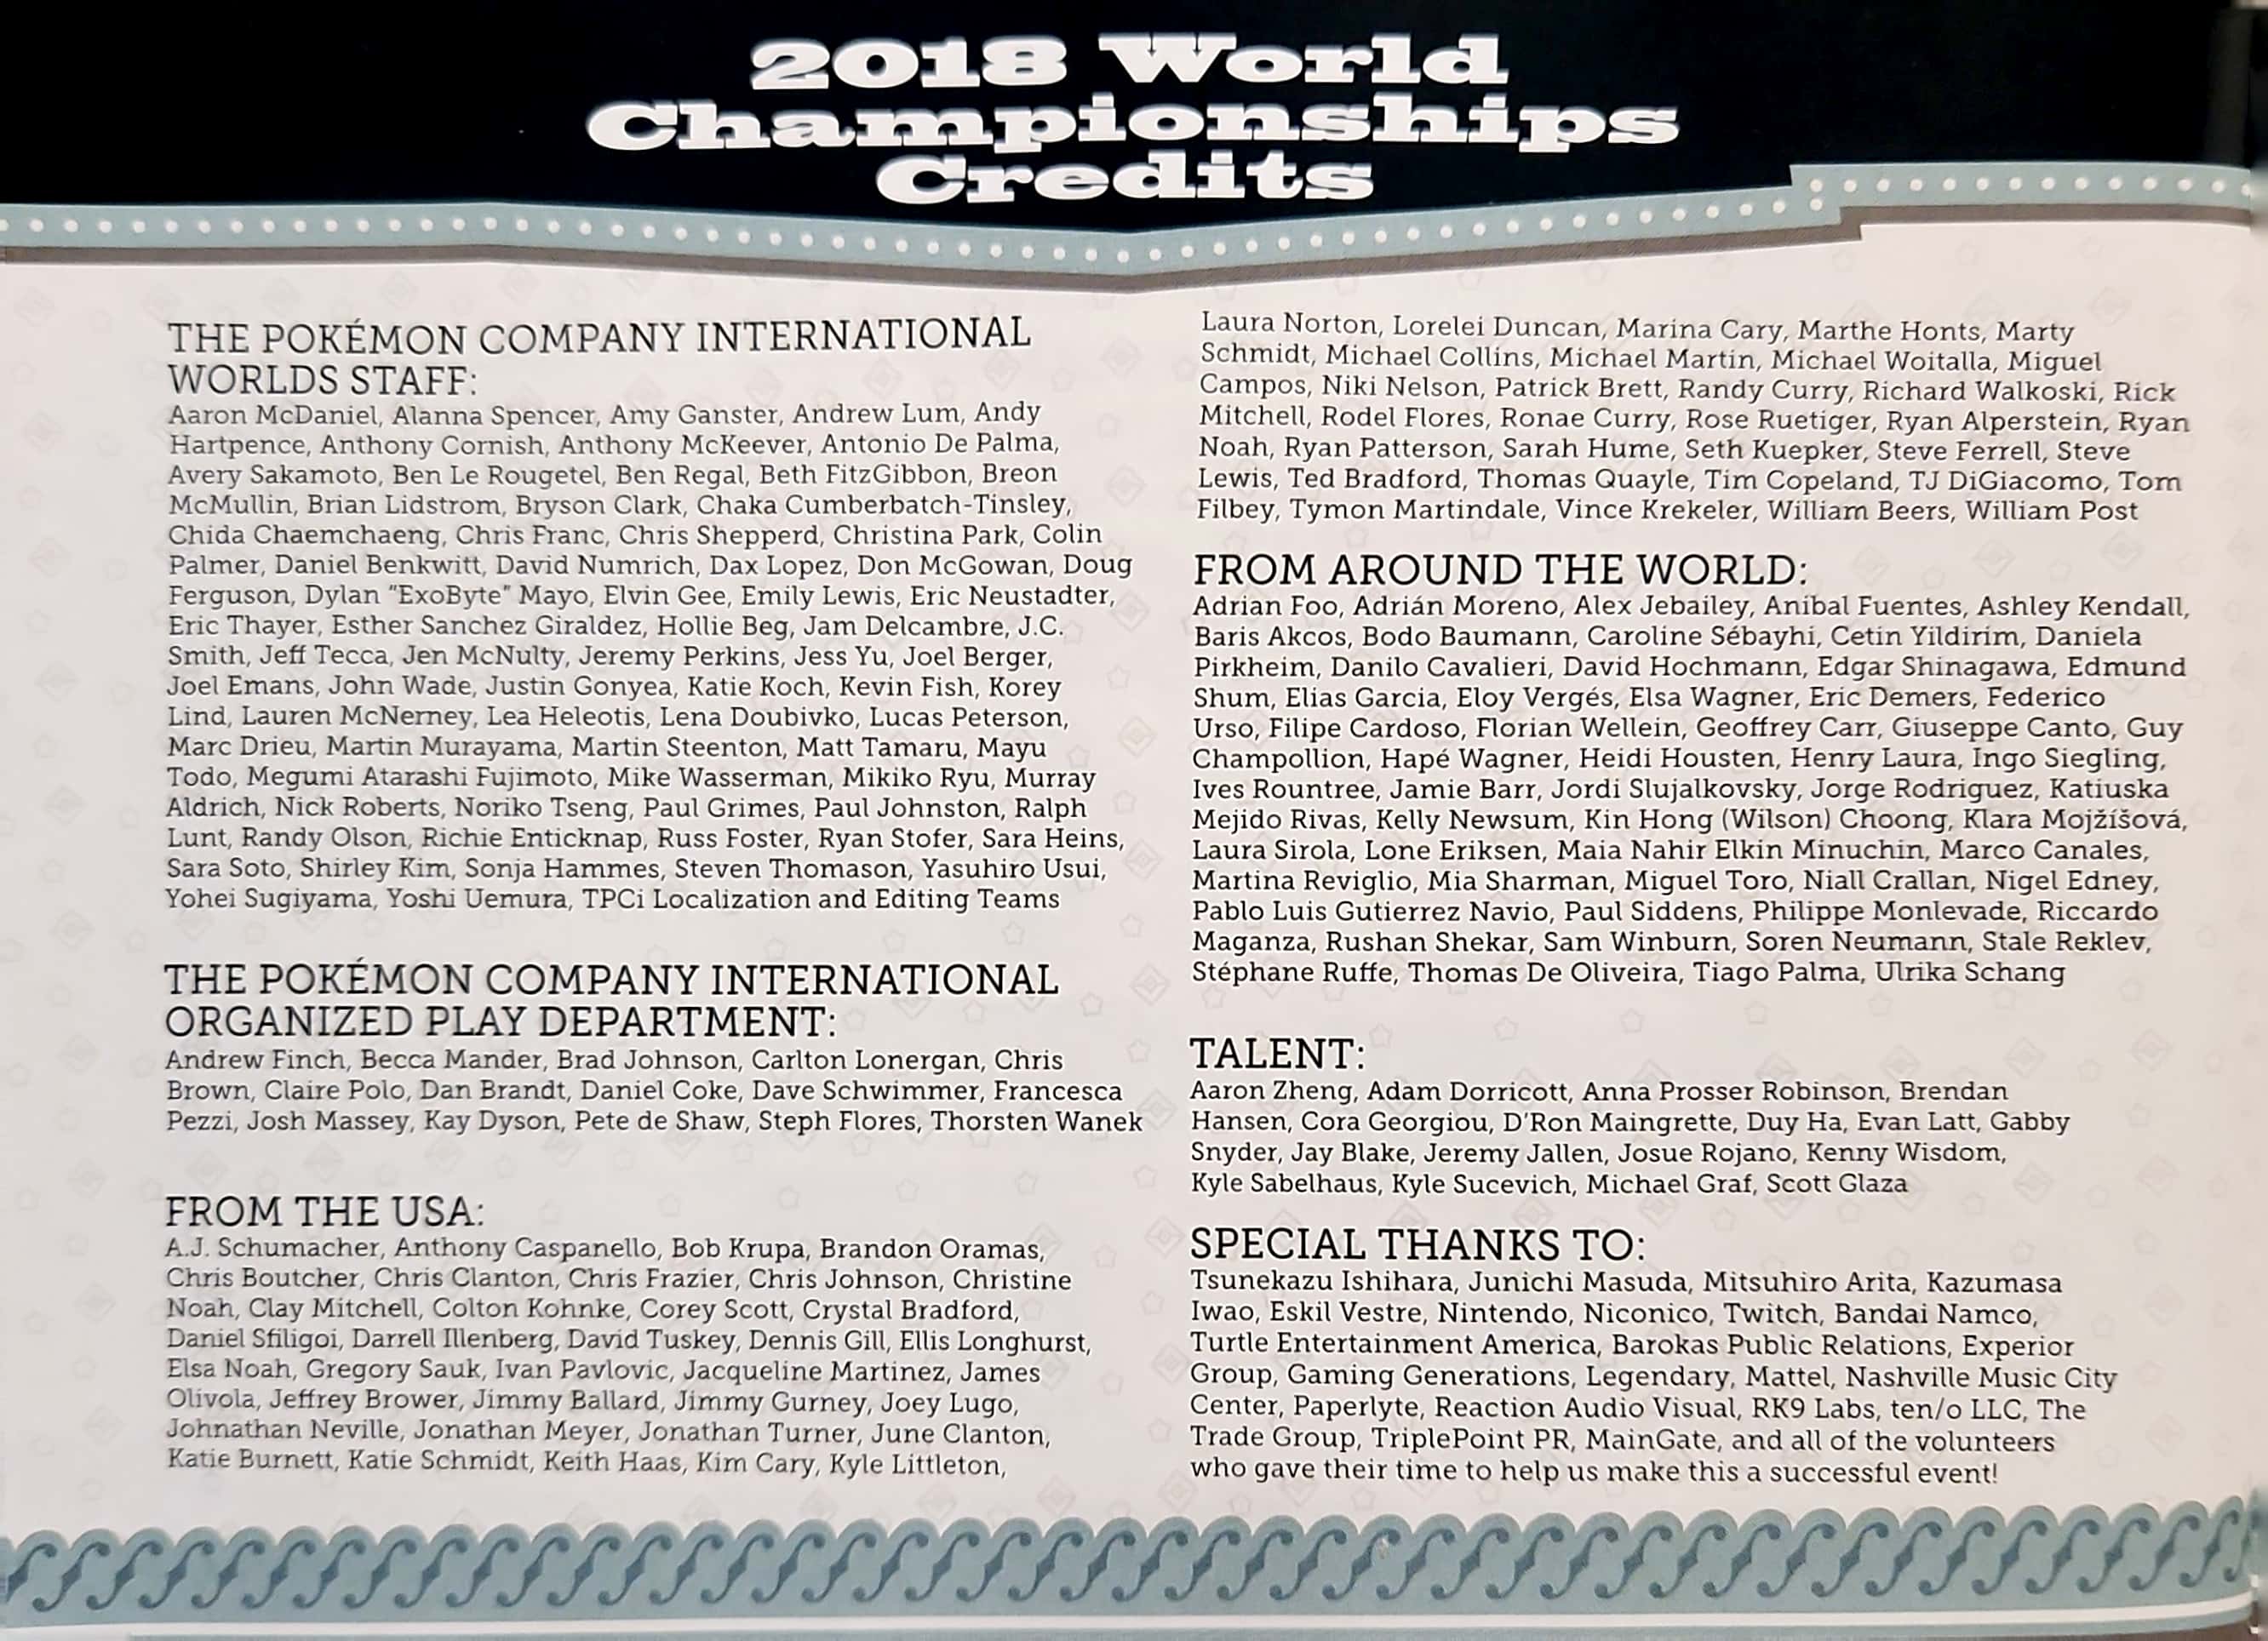 2018 World
Championships
Credits
THE POKÉMON COMPANY INTERNATIONAL
WORLDS STAFF:
Aaron McDaniel, Alanna Spencer, Amy Ganster, Andrew Lum, Andy
Hartpence, Anthony Cornish, Anthony McKeever, Antonio De Palma,
Avery Sakamoto, Ben Le Rougetel, Ben Regal, Beth FitzGibbon, Breon
McMullin, Brian Lidstrom, Bryson Clark, Chaka Cumberbatch-Tinsley,
Chida Chaemchaeng, Chris Franc, Chris Shepperd, Christina Park, Colin
Palmer, Daniel Benkwitt, David Numrich, Dax Lopez, Don McGowan, Doug
Ferguson, Dylan "ExoByte" Mayo, Elvin Gee, Emily Lewis, Eric Neustadter,
Eric Thayer, Esther Sanchez Giraldez, Hollie Beg, Jam Delcambre, J.C.
Smith, Jeff Tecca, Jen McNulty, Jeremy Perkins, Jess Yu, Joel Berger,
Joel Emans, John Wade, Justin Gonyea, Katie Koch, Kevin Fish, Korey
Lind, Lauren McNerney, Lea Heleotis, Lena Doubivko, Lucas Peterson,
Marc Drieu, Martin Murayama, Martin Steenton, Matt Tamaru, Mayu
Todo, Megumi Atarashi Fujimoto, Mike Wasserman, Mikiko Ryu, Murray
Aldrich, Nick Roberts, Noriko Tseng, Paul Grimes, Paul Johnston, Ralph
Lunt, Randy Olson, Richie Enticknap, Russ Foster, Ryan Stofer, Sara Heins,
Sara Soto, Shirley Kim, Sonja Hammes, Steven Thomason, Yasuhiro Usui,
Yohei Sugiyama, Yoshi Uemura, TPCi Localization and Editing Teams
THE POKÉMON COMPANY INTERNATIONAL
ORGANIZED PLAY DEPARTMENT:
Andrew Finch, Becca Mander, Brad Johnson, Carlton Lonergan, Chris
Brown, Claire Polo, Dan Brandt, Daniel Coke, Dave Schwimmer, Francesca
Pezzi, Josh Massey, Kay Dyson, Pete de Shaw, Steph Flores, Thorsten Wanek
FROM THE USA:
A.J. Schumacher, Anthony Caspanello, Bob Krupa, Brandon Oramas,
Chris Boutcher, Chris Clanton, Chris Frazier, Chris Johnson, Christine
Noah, Clay Mitchell, Colton Kohnke, Corey Scott, Crystal Bradford,
Daniel Sfiligoi, Darrell Illenberg, David Tuskey, Dennis Gill, Ellis Longhurst,
Elsa Noah, Gregory Sauk, Ivan Pavlovic, Jacqueline Martinez, James
Olivola, Jeffrey Brower, Jimmy Ballard, Jimmy Gurney, Joey Lugo,
Johnathan Neville, Jonathan Meyer, Jonathan Turner, June Clanton,
Katie Burnett, Katie Schmidt, Keith Haas, Kim Cary, Kyle Littleton,
Laura Norton, Lorelei Duncan, Marina Cary, Marthe Honts, Marty
Schmidt, Michael Collins, Michael Martin, Michael Woitalla, Miguel
Campos, Niki Nelson, Patrick Brett, Randy Curry, Richard Walkoski, Rick
Mitchell, Rodel Flores, Ronae Curry, Rose Ruetiger, Ryan Alperstein, Ryan
Noah, Ryan Patterson, Sarah Hume, Seth Kuepker, Steve Ferrell, Steve
Lewis, Ted Bradford, Thomas Quayle, Tim Copeland, TJ DiGiacomo, Tom
Filbey, Tymon Martindale, Vince Krekeler, William Beers, William Post
FROM AROUND THE WORLD:
Adrian Foo, Adrián Moreno, Alex Jebailey, Anibal Fuentes, Ashley Kendall,
Baris Akcos, Bodo Baumann, Caroline Sébayhi, Cetin Yildirim, Daniela
Pirkheim, Danilo Cavalieri, David Hochmann, Edgar Shinagawa, Edmund
Shum, Elias Garcia, Eloy Vergés, Elsa Wagner, Eric Demers, Federico
Urso, Filipe Cardoso, Florian Wellein, Geoffrey Carr, Giuseppe Canto, Guy
Champollion, Hapé Wagner, Heidi Housten, Henry Laura, Ingo Siegling,
Ives Rountree, Jamie Barr, Jordi Slujalkovsky, Jorge Rodriguez, Katiuska
Mejido Rivas, Kelly Newsum, Kin Hong (Wilson) Choong, Klara Mojžíšová,
Laura Sirola, Lone Eriksen, Maia Nahir Elkin Minuchin, Marco Canales,
Martina Reviglio, Mia Sharman, Miguel Toro, Niall Crallan, Nigel Edney,
Pablo Luis Gutierrez Navio, Paul Siddens, Philippe Monlevade, Riccardo
Maganza, Rushan Shekar, Sam Winburn, Soren Neumann, Stale Reklev,
Stéphane Ruffe, Thomas De Oliveira, Tiago Palma, Ulrika Schang
TALENT:
Aaron Zheng, Adam Dorricott, Anna Prosser Robinson, Brendan
Hansen, Cora Georgiou, D'Ron Maingrette, Duy Ha, Evan Latt, Gabby
Snyder, Jay Blake, Jeremy Jallen, Josue Rojano, Kenny Wisdom,
Kyle Sabelhaus, Kyle Sucevich, Michael Graf, Scott Glaza
SPECIAL THANKS TO:
Tsunekazu Ishihara, Junichi Masuda, Mitsuhiro Arita, Kazumasa
Iwao, Eskil Vestre, Nintendo, Niconico, Twitch, Bandai Namco,
Turtle Entertainment America, Barokas Public Relations, Experior
Group, Gaming Generations, Legendary, Mattel, Nashville Music City
Center, Paperlyte, Reaction Audio Visual, RK9 Labs, ten/o LLC, The
Trade Group, TriplePoint PR, MainGate, and all of the volunteers
who gave their time to help us make this a successful event!